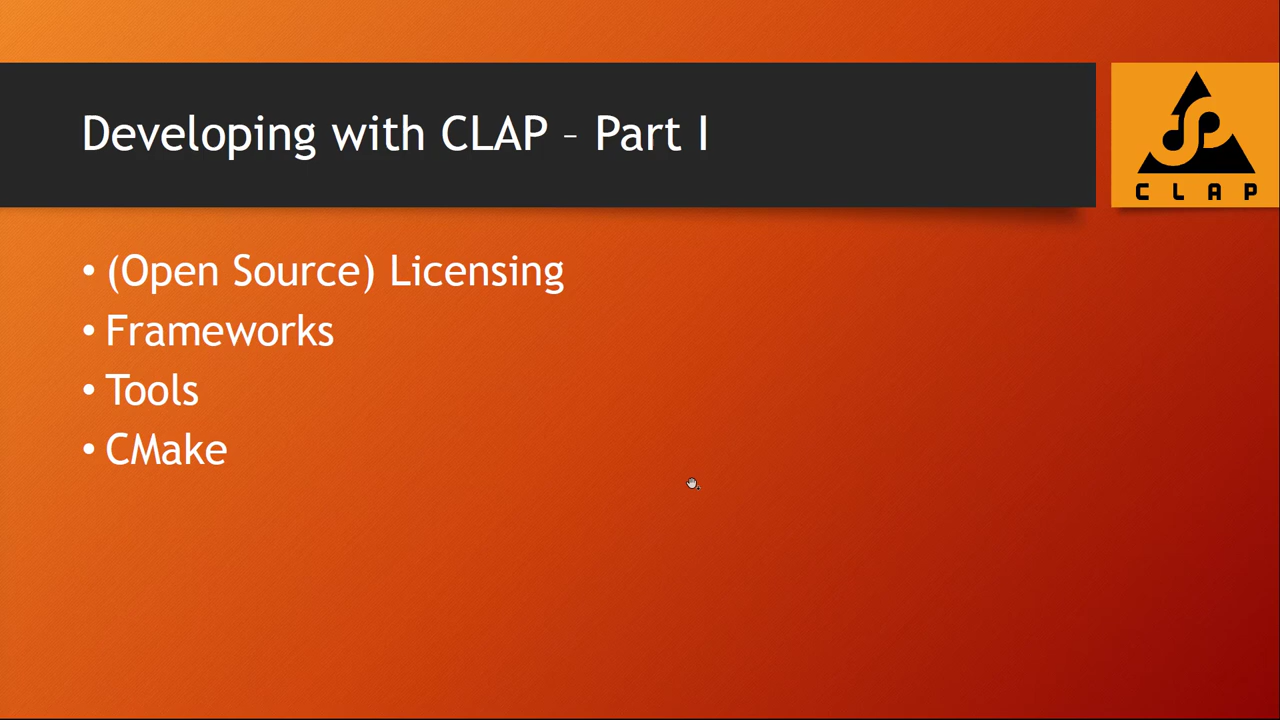 Developing with CLAP – Part I
CLAP
• (Open Source) Licensing
• Frameworks
• Tools
• CMake